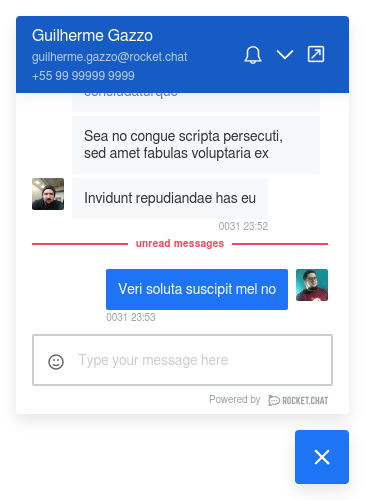 Guilherme Gazzo
guilherme.gazzo@rocket.chat
+55 99 99999 9999
concludaturque
Sea no congue scripta persecuti,
sed amet fabulas voluptaria ex
Invidunt repudiandae has eu
0031 23:52
unread messages
Veri soluta suscipit mel no
0031 23:53
Type your message here
Powered by ROCKET.CHAT